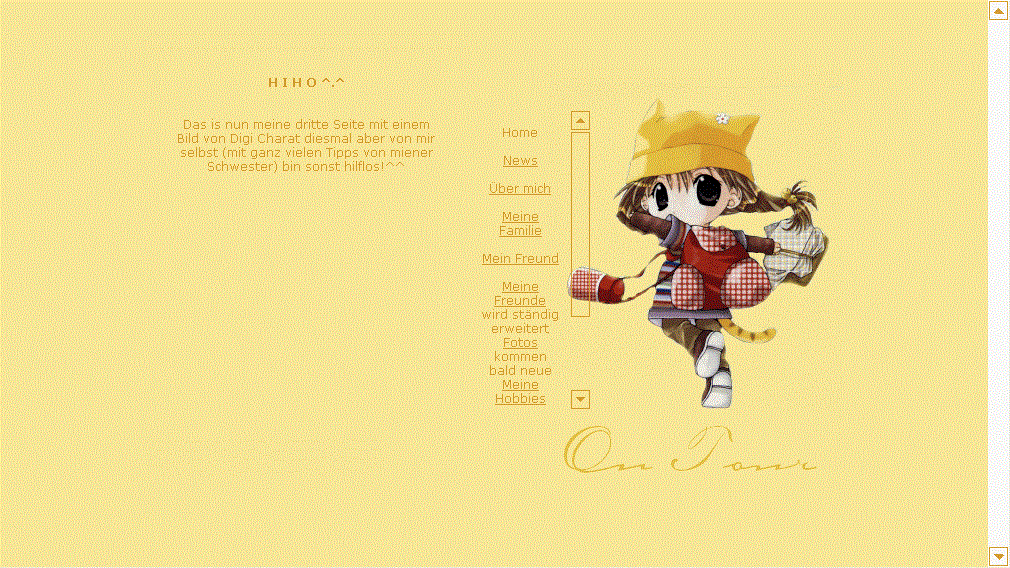 H I H O ^.^
Das is nun meine dritte Seite mit einem
Bild von Digi Charat diesmal aber von mir
selbst (mit ganz vielen Tipps von miener
Schwester) bin sonst hilflos!^^
Home
News
Über mich
Meine
Familie
Mein Freund
Meine
Freunde
wird ständig
erweitert
Fotos
kommen
bald neue
Meine
Hobbies
On Tour